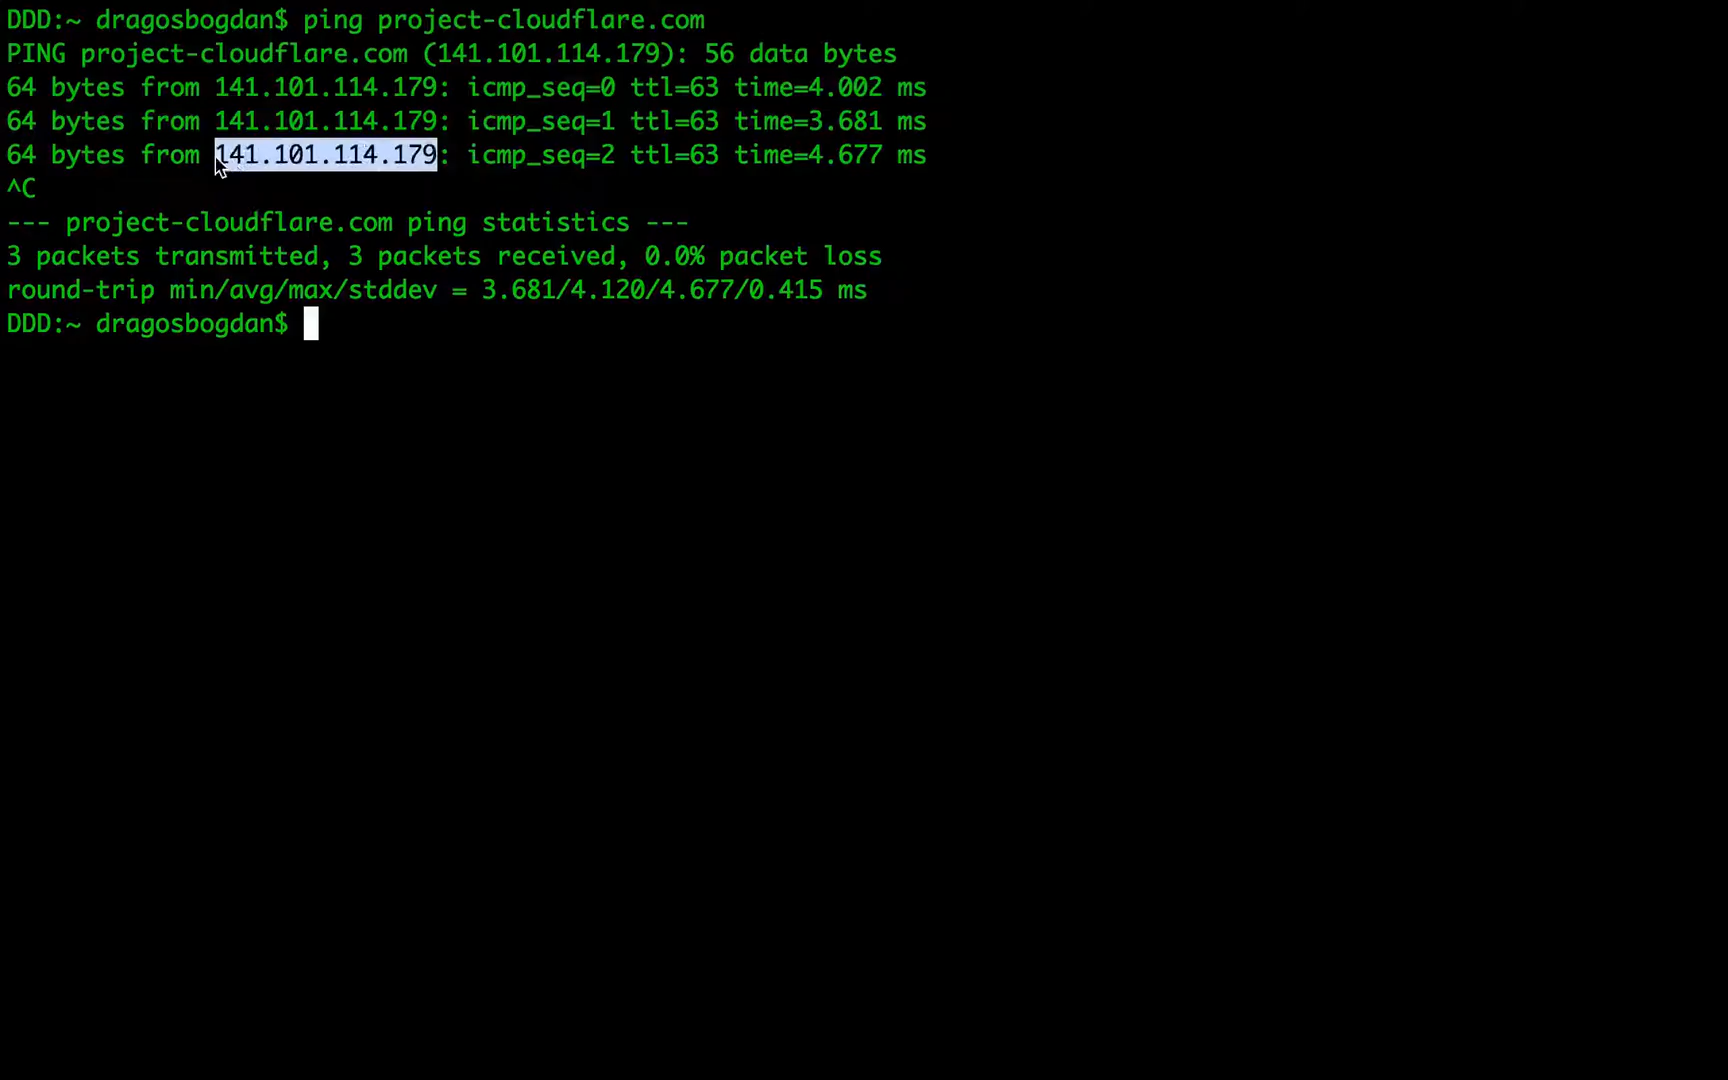 DDD:~ dragosbogdan$ ping project-cloudflare.com
PING project-cloudflare.com (141.101.114.179): 56 data bytes
64 bytes from 141.101.114.179: icmp_seq=0 ttl=63 time=4.002 ms
64 bytes from 141.101.114.179: icmp_seq=1 ttl=63 time=3.681 ms
64 bytes from 141.101.114.179: icmp_seq=2 ttl=63 time=4.677 ms
^C
--- project-cloudflare.com ping statistics ---
3 packets transmitted, 3 packets received, 0.0% packet loss
round-trip min/avg/max/stddev = 3.681/4.120/4.677/0.415 ms
DDD:~ dragosbogdan$